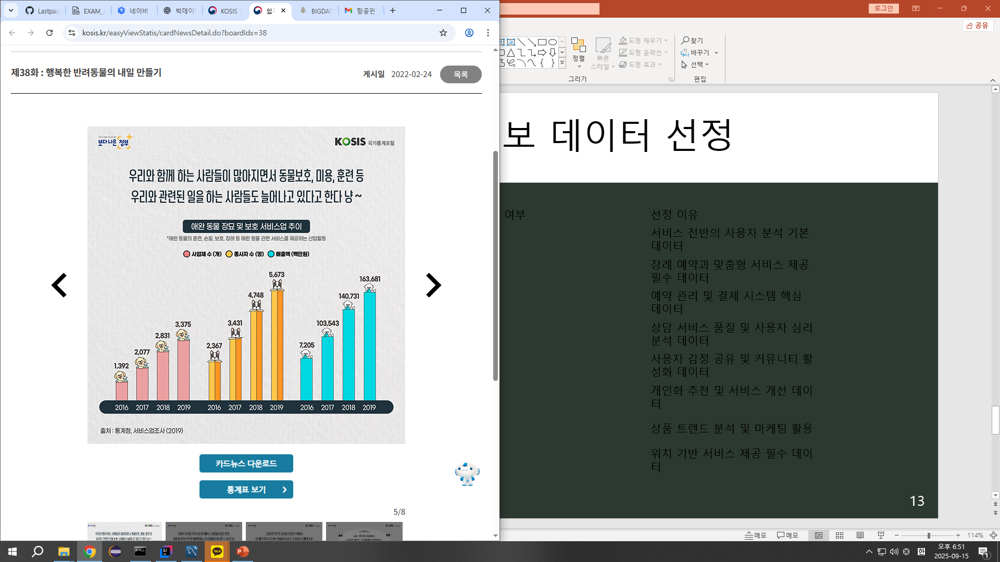 Lastpaq
EXAM_A
네이버
빅데이
KOSIS
쉽
BIGDAT
항공편
kosis.kr/easyViewStatis/cardNewsDetail.do?boardIdx=38
제38화 : 행복한 반려동물의 내일 만들기
게시일 2022-02-24
목록
보다 나은 정부
KOSIS 국가통계포털
우리와 함께 하는 사람들이 많아지면서 동물보호, 미용, 훈련 등
우리와 관련된 일을 하는 사람들도 늘어나고 있다고 한다 냥 ~
애완 동물 장묘 및 보호 서비스업 추이
*애완 동물의 훈련, 손질, 보호, 장례 등 애완 동물 관련 서비스를 제공하는 산업활동
사업체 수 (개) 종사자 수 (명) 매출액 (백만원)
1,392 2,077 2,831 3,375
2,367 3,431 4,748 5,673
7,205 103,543 140,731 163,681
2016 2017 2018 2019 2016 2017 2018 2019 2016 2017 2018 2019
출처 : 통계청, 서비스업조사 (2019)
카드뉴스 다운로드
통계표 보기
5/8
로그인
공유
정렬
빠른
스타일
도형 채우기
도형 윤곽선
도형 효과
그리기
찾기
바꾸기
선택
편집
보 데이터 선정
여부
선정 이유
서비스 전반의 사용자 분석 기본
데이터
장례 예약과 맞춤형 서비스 제공
필수 데이터
예약 관리 및 결제 시스템 핵심
데이터
상담 서비스 품질 및 사용자 심리
분석 데이터
사용자 감정 공유 및 커뮤니티 활
성화 데이터
개인화 추천 및 서비스 개선 데이
터
상품 트렌드 분석 및 마케팅 활용
위치 기반 서비스 제공 필수 데이
터
13
메모
메모
114%
한
오후 6:51
2025-09-15
1